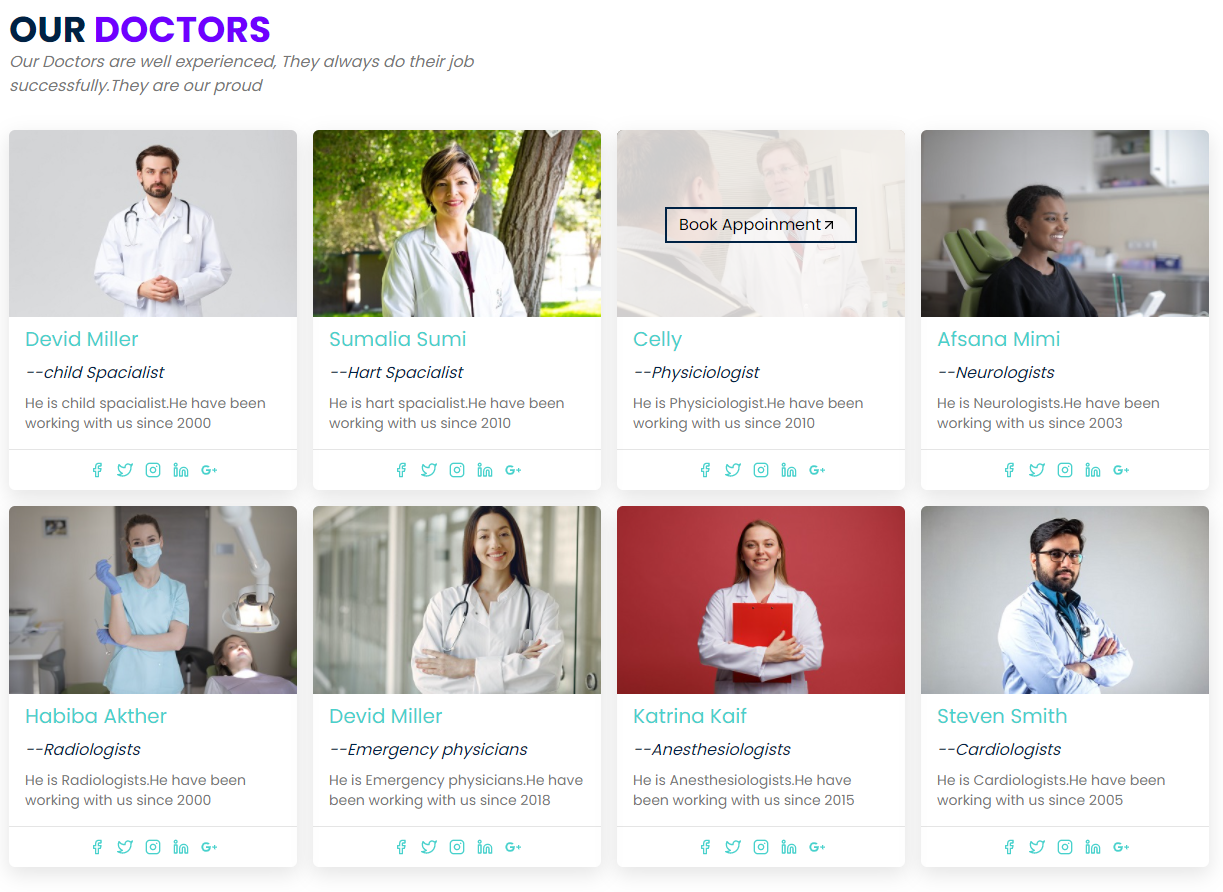 OUR DOCTORS
Our Doctors are well experienced, They always do their job
successfully.They are our proud
Book Appoinment
Devid Miller
--child Spacialist
He is child spacialist.He have been
working with us since 2000
Sumalia Sumi
--Hart Spacialist
He is hart spacialist.He have been
working with us since 2010
Celly
--Physiciologist
He is Physiciologist.He have been
working with us since 2010
Afsana Mimi
--Neurologists
He is Neurologists.He have been
working with us since 2003
Habiba Akther
--Radiologists
He is Radiologists.He have been
working with us since 2000
Devid Miller
--Emergency physicians
He is Emergency physicians.He have
been working with us since 2018
Katrina Kaif
--Anesthesiologists
He is Anesthesiologists.He have
been working with us since 2015
Steven Smith
--Cardiologists
He is Cardiologists.He have been
working with us since 2005